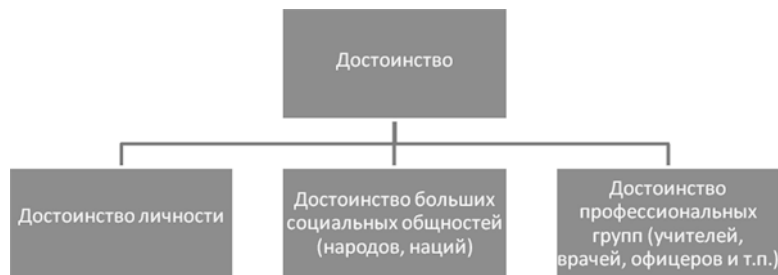 Достоинство
Достоинство личности
Достоинство больших
социальных общностей
(народов, наций)
Достоинство
профессиональных
групп (учителей,
врачей, офицеров и т.п.)